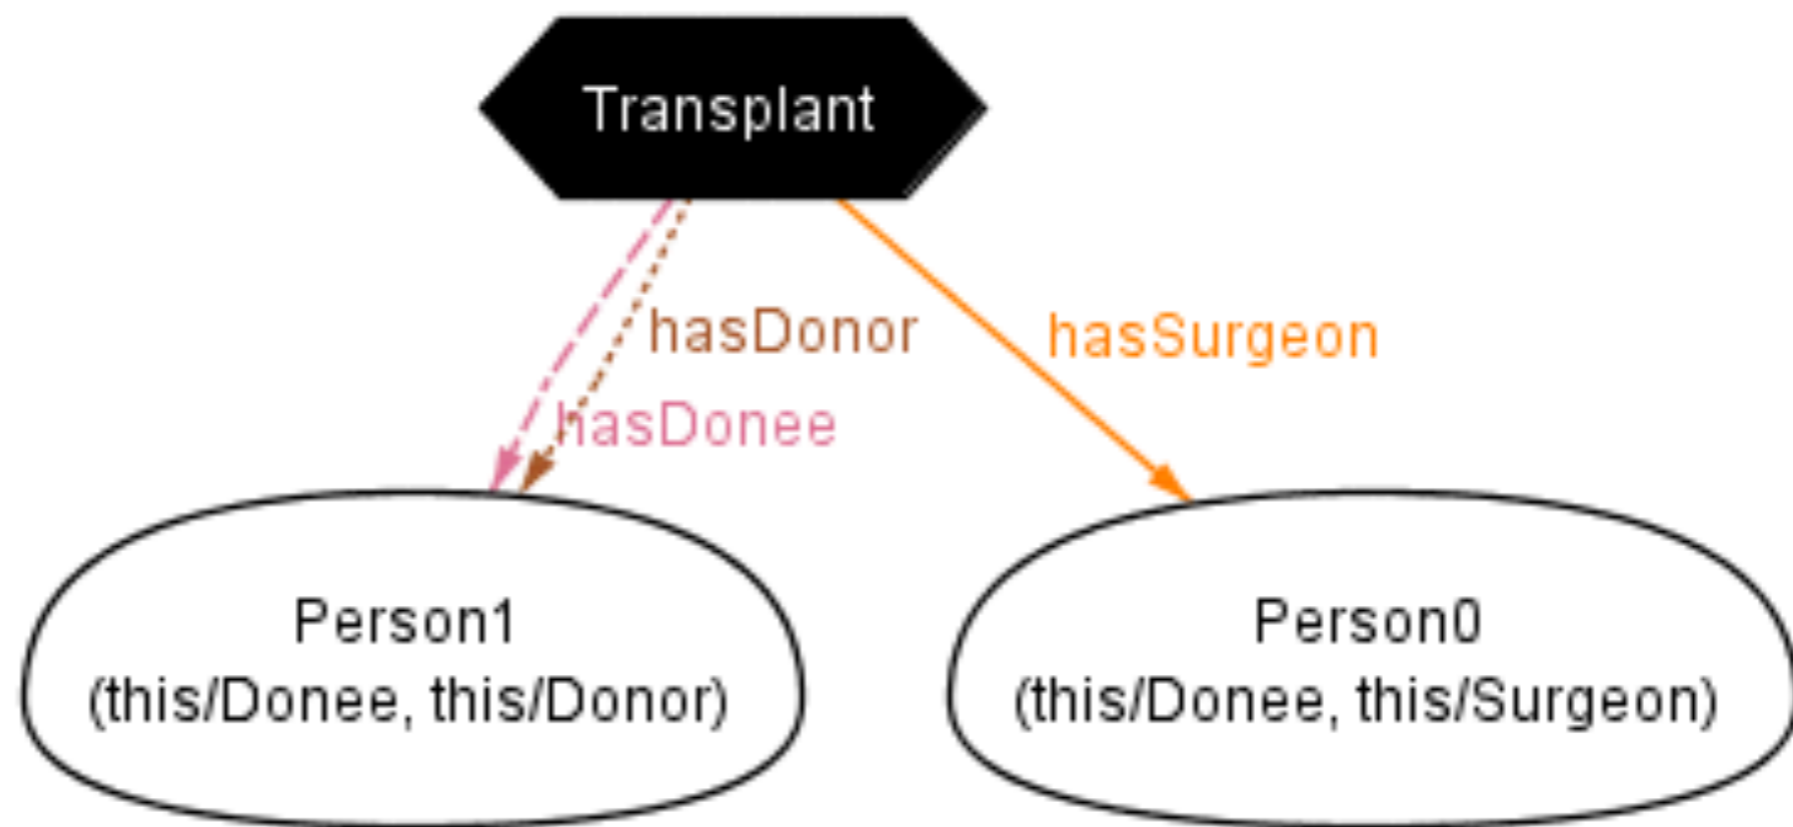 Transplant
hasDonor
hasSurgeon
hasDonee
Person1
(this/Donee, this/Donor)
Person0
(this/Donee, this/Surgeon)